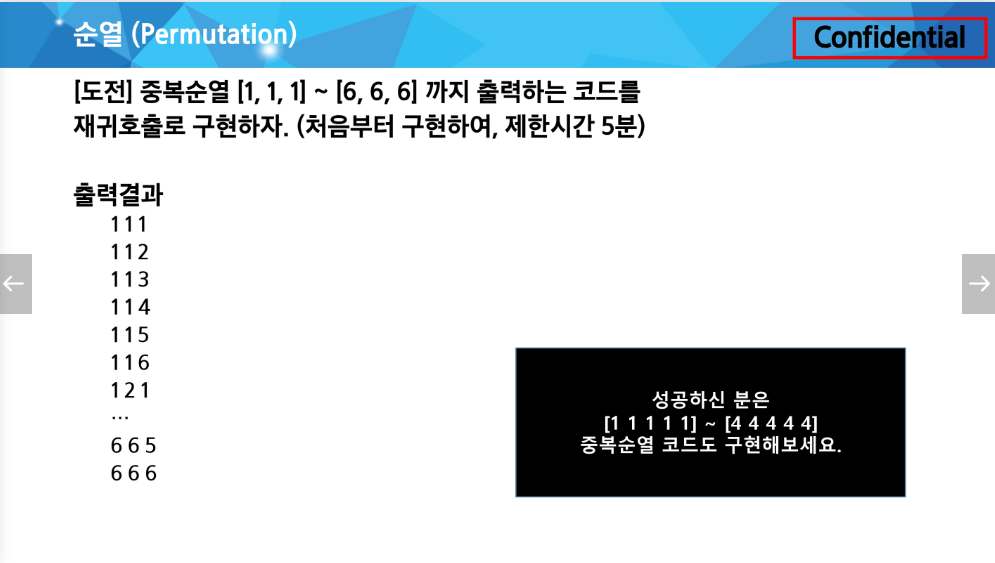 순열 (Permutation)
Confidential
[도전] 중복순열 [1, 1, 1] ~ [6, 6, 6] 까지 출력하는 코드를
재귀호출로 구현하자. (처음부터 구현하여, 제한시간 5분)
출력결과
1 1 1
1 1 2
1 1 3
1 1 4
1 1 5
1 1 6
1 2 1
...
6 6 5
6 6 6
성공하신 분은
[1 1 1 1 1] ~ [4 4 4 4 4]
중복순열 코드도 구현해보세요.